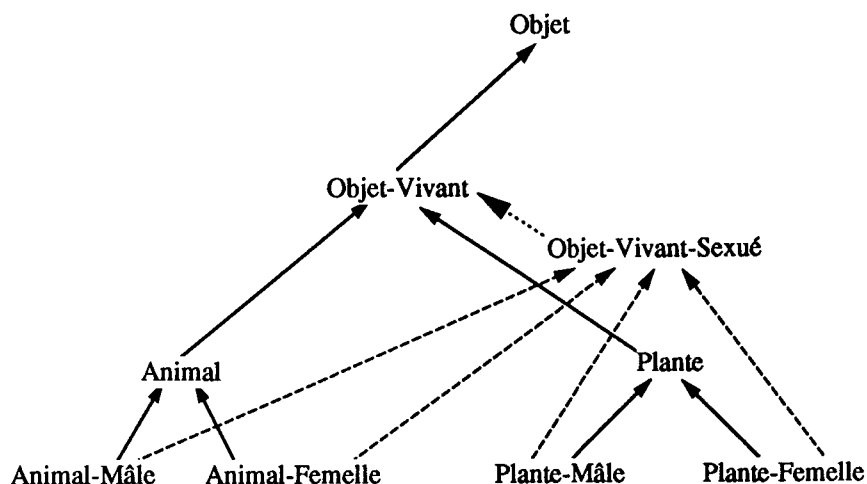 Objet
Objet-Vivant
Objet-Vivant-Sexué
Animal
Plante
Animal-Mâle
Animal-Femelle
Plante-Mâle
Plante-Femelle